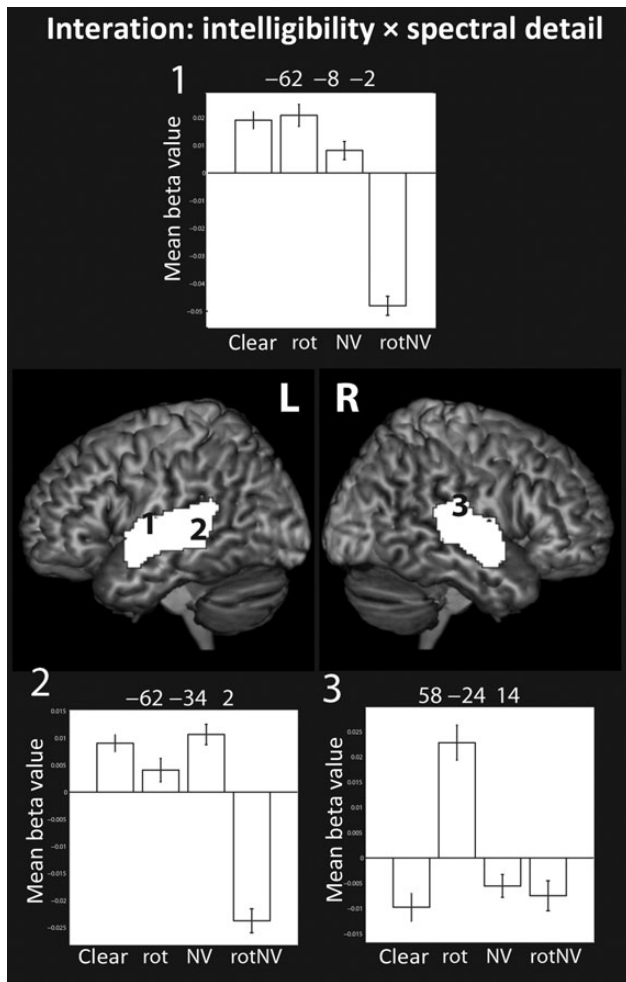 Interation: intelligibility × spectral detail
1
−62 −8 −2
Mean beta value
0.02
0.01
0
−0.01
−0.02
−0.03
−0.04
−0.05
Clear rot NV rotNV
L R
1
2
3
2
−62 −34 2
Mean beta value
0.015
0.01
0.005
0
−0.005
−0.01
−0.015
−0.02
−0.025
Clear rot NV rotNV
3
58 −24 14
Mean beta value
0.025
0.02
0.015
0.01
0.005
0
−0.005
−0.01
−0.015
Clear rot NV rotNV